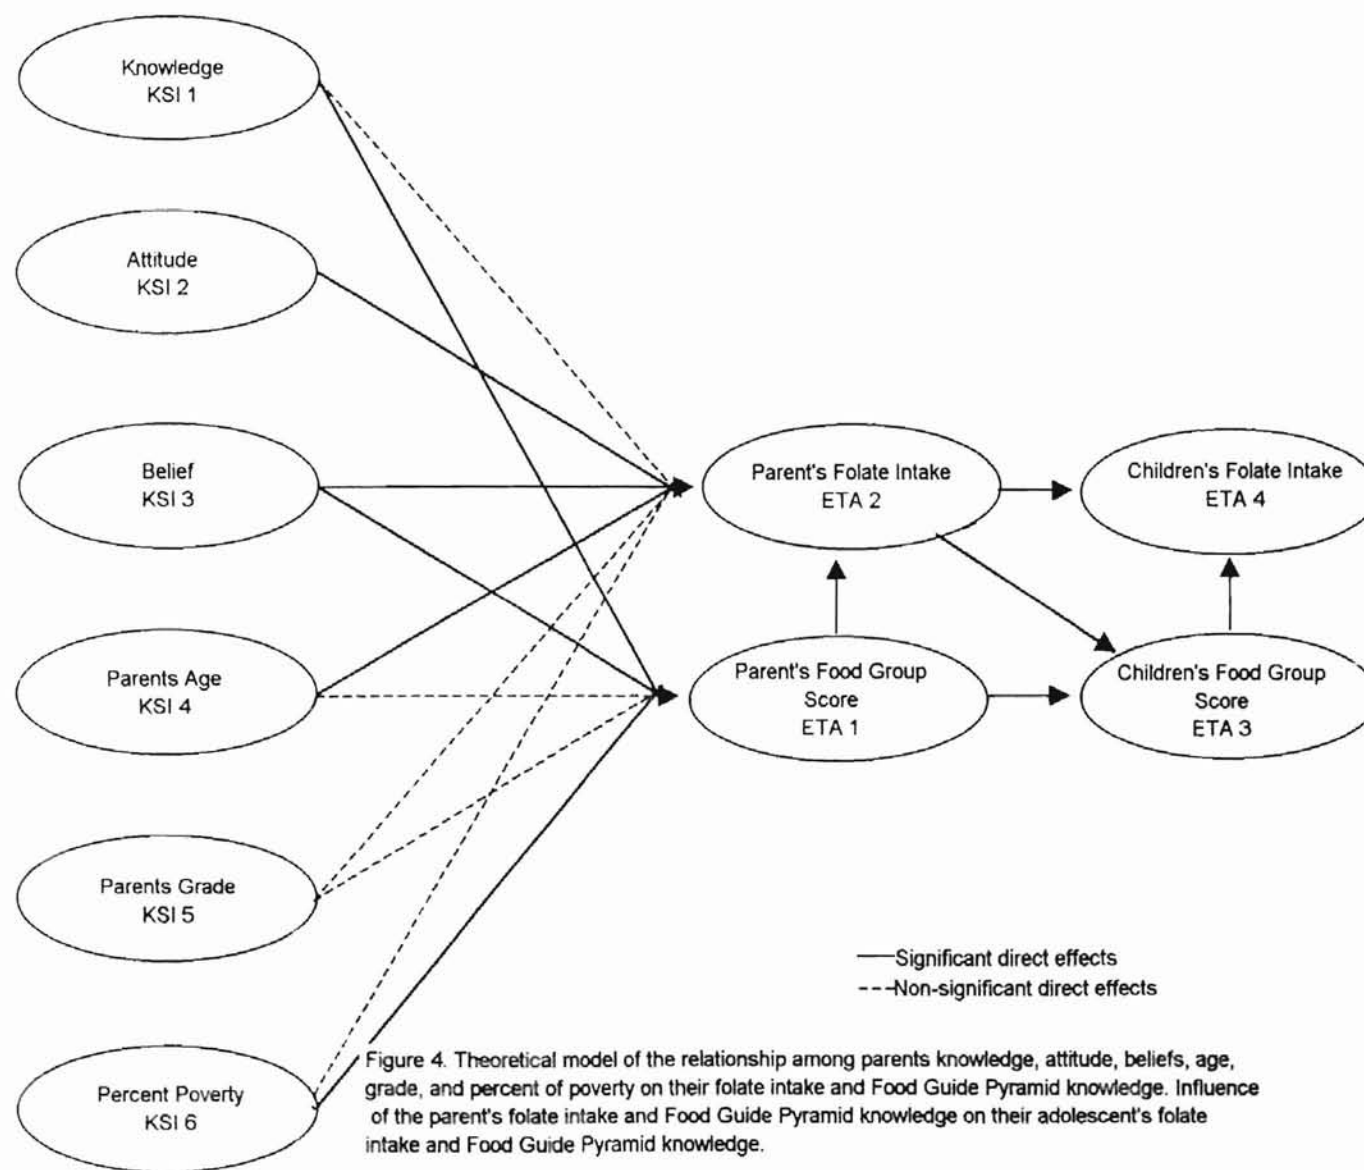 Knowledge
KSI 1
Attitude
KSI 2
Belief
KSI 3
Parents Age
KSI 4
Parents Grade
KSI 5
Percent Poverty
KSI 6
Parent's Folate Intake
ETA 2
Children's Folate Intake
ETA 4
Parent's Food Group
Score
ETA 1
Children's Food Group
Score
ETA 3
Significant direct effects
Non-significant direct effects
Figure 4. Theoretical model of the relationship among parents knowledge, attitude, beliefs, age,
grade, and percent of poverty on their folate intake and Food Guide Pyramid knowledge. Influence
of the parent's folate intake and Food Guide Pyramid knowledge on their adolescent's folate
intake and Food Guide Pyramid knowledge.